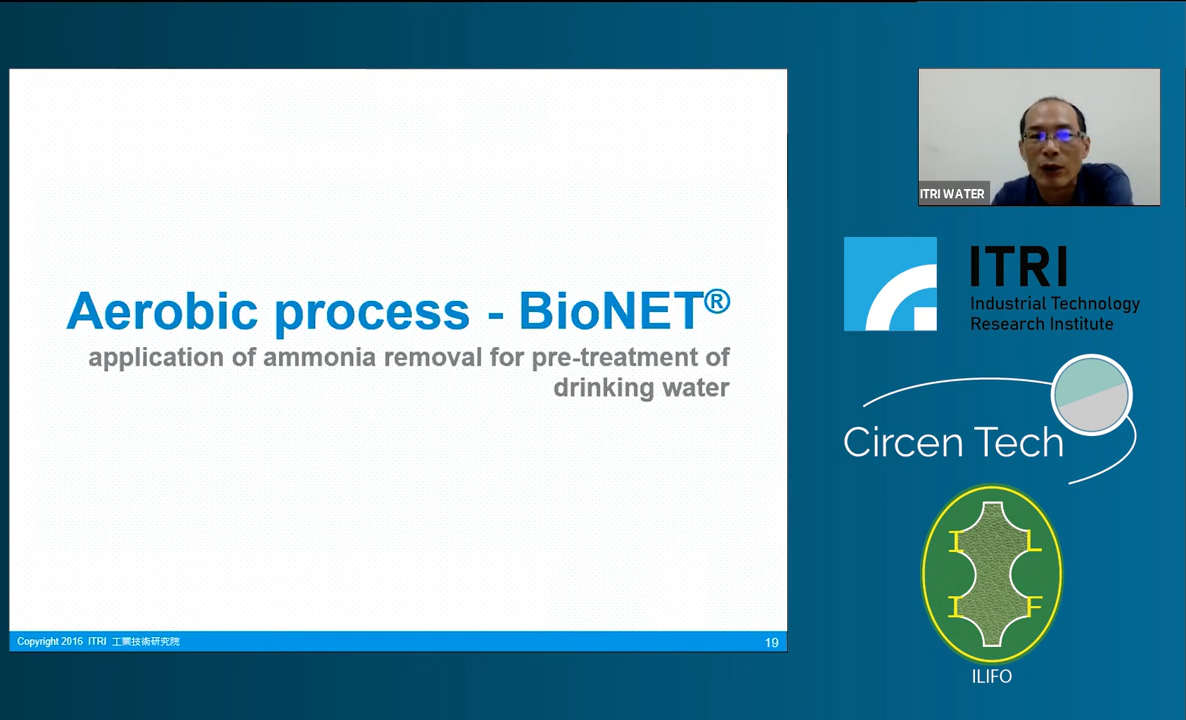 Aerobic process - BioNET®
application of ammonia removal for pre-treatment of
drinking water
Copyright 2016 ITRI 工業技術研究院
19
ITRI WATER
ITRI
Industrial Technology
Research Institute
Circen Tech
I L
I F
ILIFO